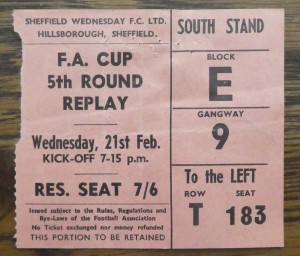 SHEFFIELD WEDNESDAY F.C. LTD.
HILLSBOROUGH, SHEFFIELD.
F.A. CUP
5th ROUND
REPLAY
Wednesday, 21st Feb.
KICK-OFF 7-15 p.m.
RES. SEAT 7/6
Issued subject to the Rules, Regulations and
Bye-Laws of the Football Association
No Ticket exchanged nor money refunded
THIS PORTION TO BE RETAINED
SOUTH STAND
BLOCK
E
GANGWAY
9
To the LEFT
ROW SEAT
T 183